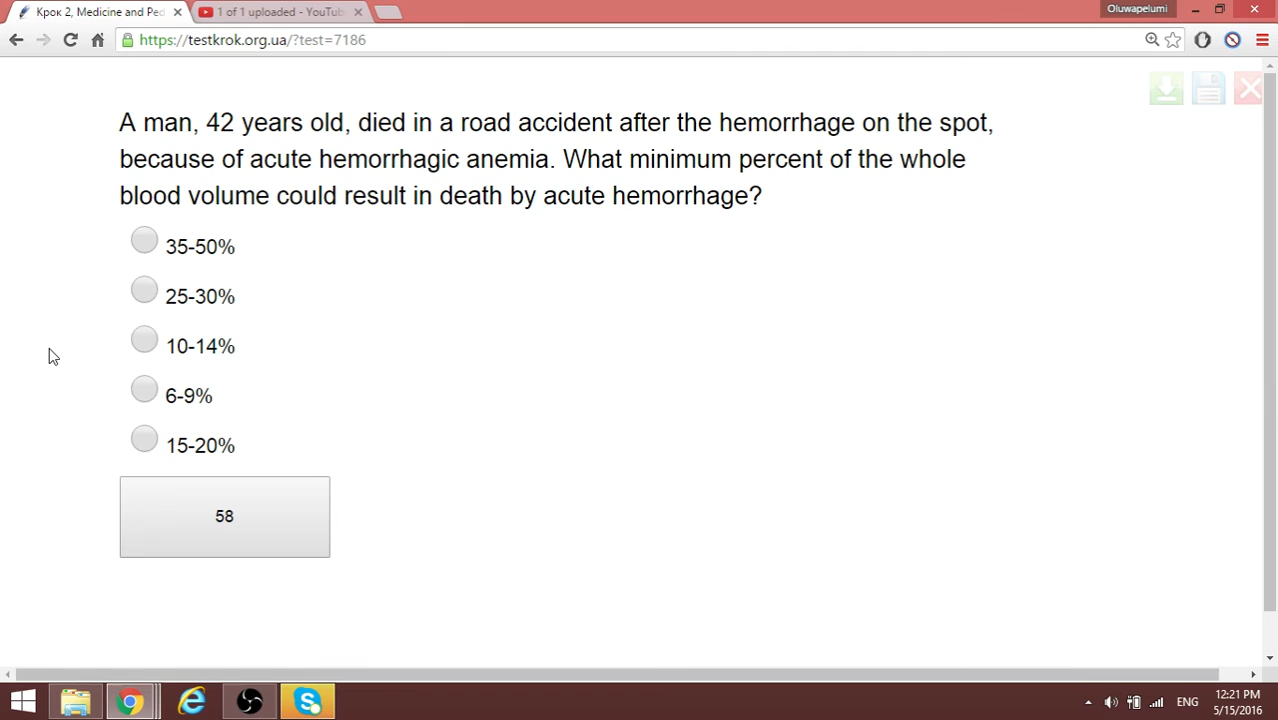 Крок 2, Medicine and Ped
1 of 1 uploaded - YouTub
Oluwapelumi
https://testkrok.org.ua/?test=7186
A man, 42 years old, died in a road accident after the hemorrhage on the spot,
because of acute hemorrhagic anemia. What minimum percent of the whole
blood volume could result in death by acute hemorrhage?
35-50%
25-30%
10-14%
6-9%
15-20%
58
ENG
12:21 PM
5/15/2016